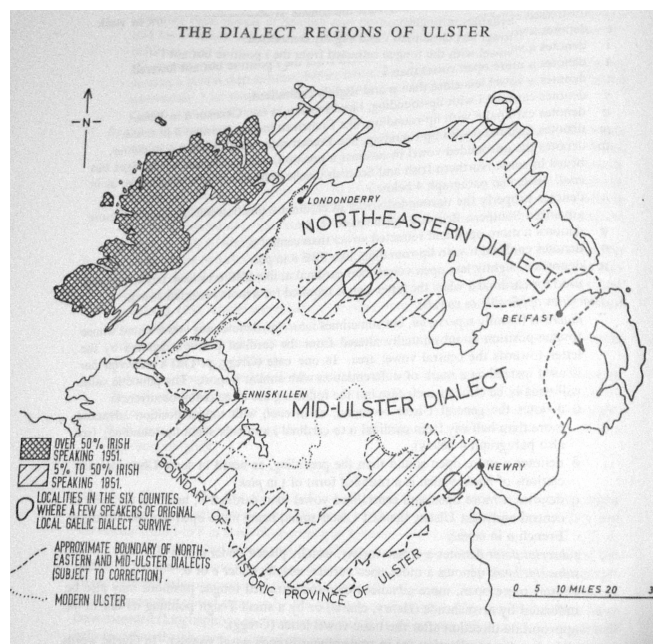 THE DIALECT REGIONS OF ULSTER
N
LONDONDERRY
NORTH-EASTERN DIALECT
BELFAST
ENNISKILLEN
MID-ULSTER DIALECT
NEWRY
OVER 50% IRISH
SPEAKING 1951.
5% TO 50% IRISH
SPEAKING 1851.
LOCALITIES IN THE SIX COUNTIES
WHERE A FEW SPEAKERS OF ORIGINAL
LOCAL GAELIC DIALECT SURVIVE.
APPROXIMATE BOUNDARY OF NORTH-
EASTERN AND MID-ULSTER DIALECTS
(SUBJECT TO CORRECTION).
MODERN ULSTER
BOUNDARY OF HISTORIC PROVINCE OF ULSTER
0 5 10 MILES 20